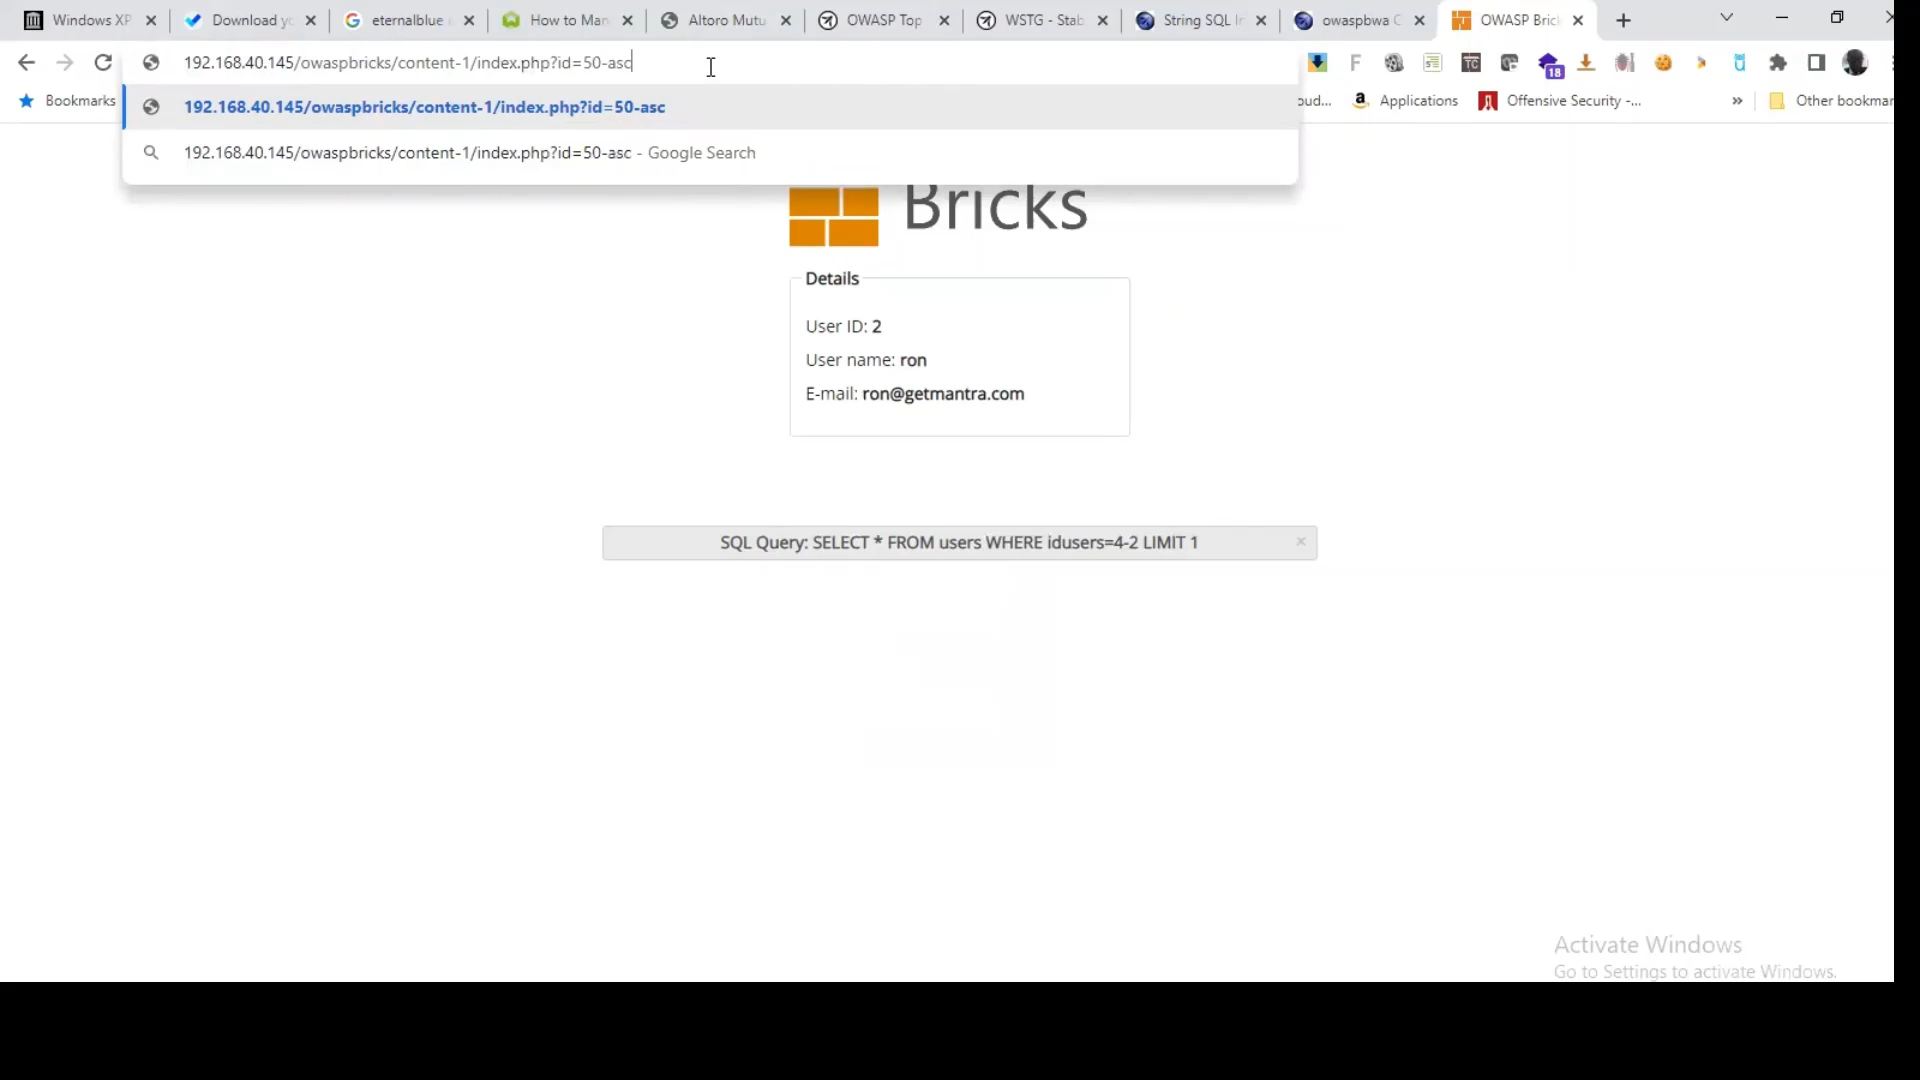 Windows XP
Download yo
eternalblue
How to Man
Altoro Mutu
OWASP Top
WSTG - Stab
String SQL In
owaspbwa C
OWASP Bric
192.168.40.145/owaspbricks/content-1/index.php?id=50-asc
F
TC
18
Bookmarks
192.168.40.145/owaspbricks/content-1/index.php?id=50-asc
oud...
a Applications
Offensive Security -...
»
Other bookmar
192.168.40.145/owaspbricks/content-1/index.php?id=50-asc - Google Search
Bricks
Details
User ID: 2
User name: ron
E-mail: ron@getmantra.com
SQL Query: SELECT * FROM users WHERE idusers=4-2 LIMIT 1 ×
Activate Windows
Go to Settings to activate Windows.